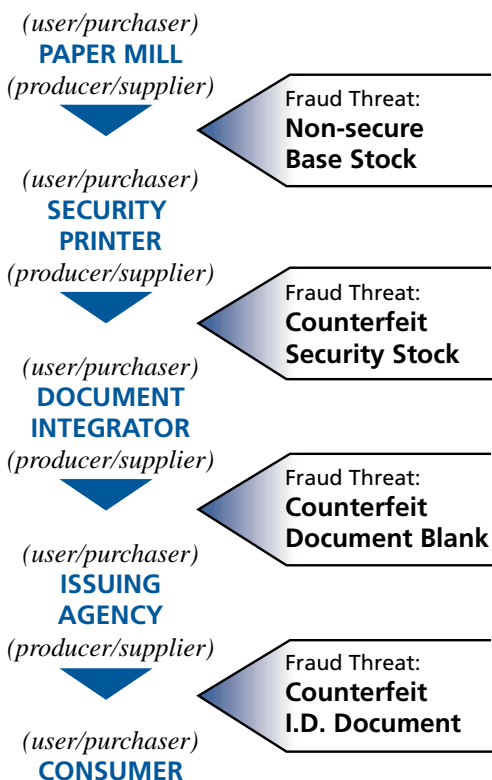 (user/purchaser)
PAPER MILL
(producer/supplier)
Fraud Threat:
Non-secure
Base Stock
(user/purchaser)
SECURITY
PRINTER
(producer/supplier)
Fraud Threat:
Counterfeit
Security Stock
(user/purchaser)
DOCUMENT
INTEGRATOR
(producer/supplier)
Fraud Threat:
Counterfeit
Document Blank
(user/purchaser)
ISSUING
AGENCY
(producer/supplier)
Fraud Threat:
Counterfeit
I.D. Document
(user/purchaser)
CONSUMER